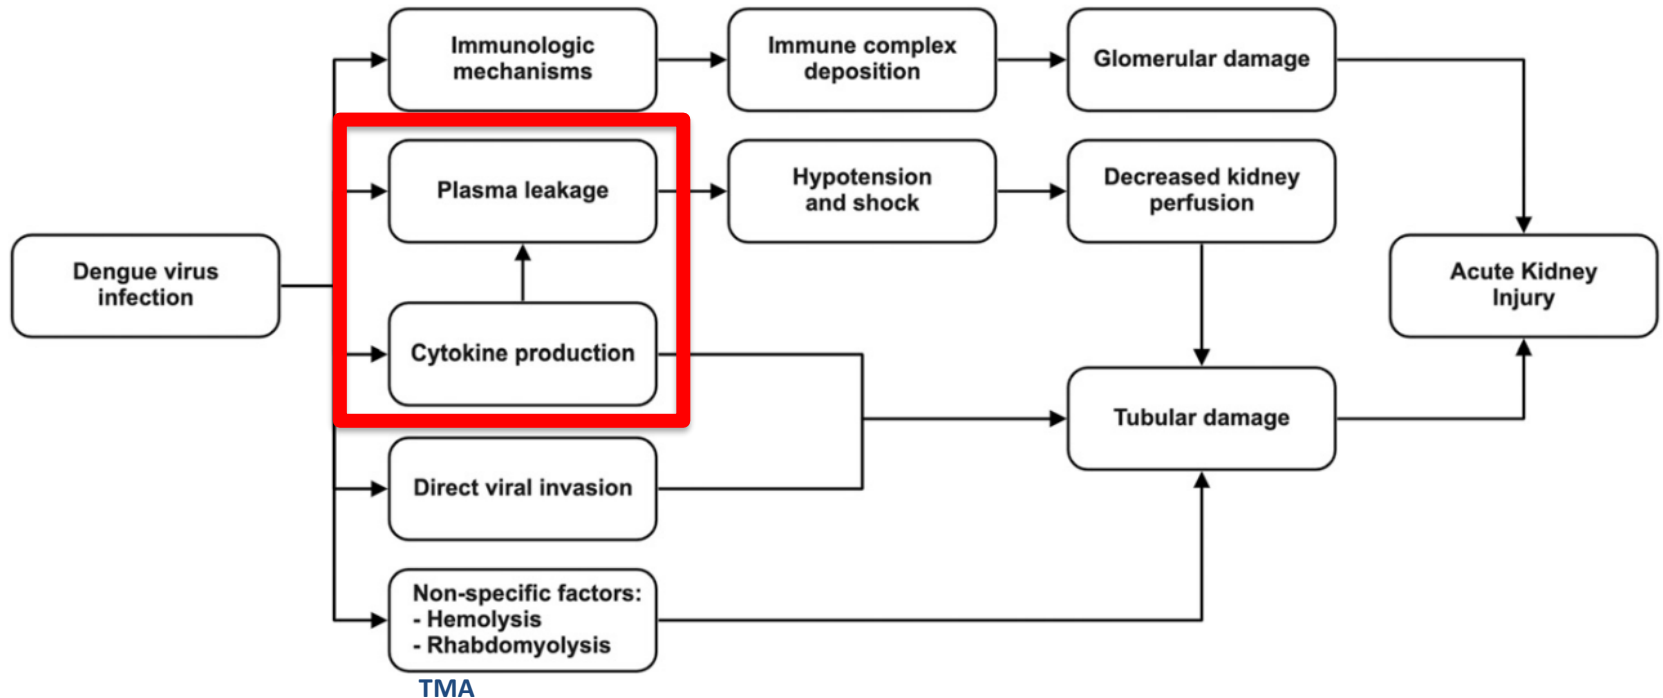 Immunologic
mechanisms
Immune complex
deposition
Glomerular damage
Plasma leakage
Hypotension
and shock
Decreased kidney
perfusion
Dengue virus
infection
Acute Kidney
Injury
Cytokine production
Tubular damage
Direct viral invasion
Non-specific factors:
- Hemolysis
- Rhabdomyolysis
TMA